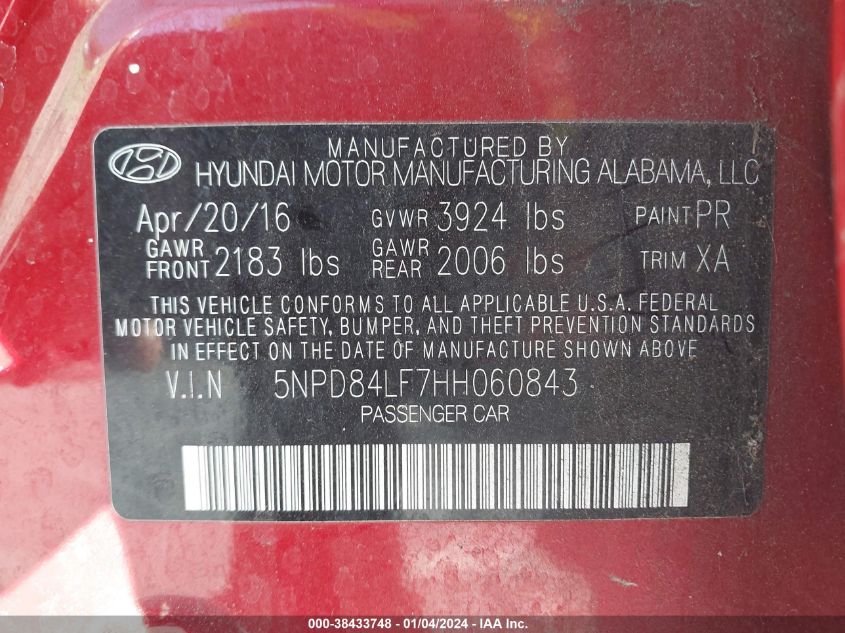 MANUFACTURED BY
HYUNDAI MOTOR MANUFACTURING ALABAMA, LLC
Apr/20/16 GVWR 3924 lbs PAINT PR
GAWR FRONT 2183 lbs GAWR REAR 2006 lbs TRIM XA
THIS VEHICLE CONFORMS TO ALL APPLICABLE U.S.A. FEDERAL
MOTOR VEHICLE SAFETY, BUMPER, AND THEFT PREVENTION STANDARDS
IN EFFECT ON THE DATE OF MANUFACTURE SHOWN ABOVE
V.I.N 5NPD84LF7HH060843
PASSENGER CAR
000-38433748 - 01/04/2024 - IAA Inc.